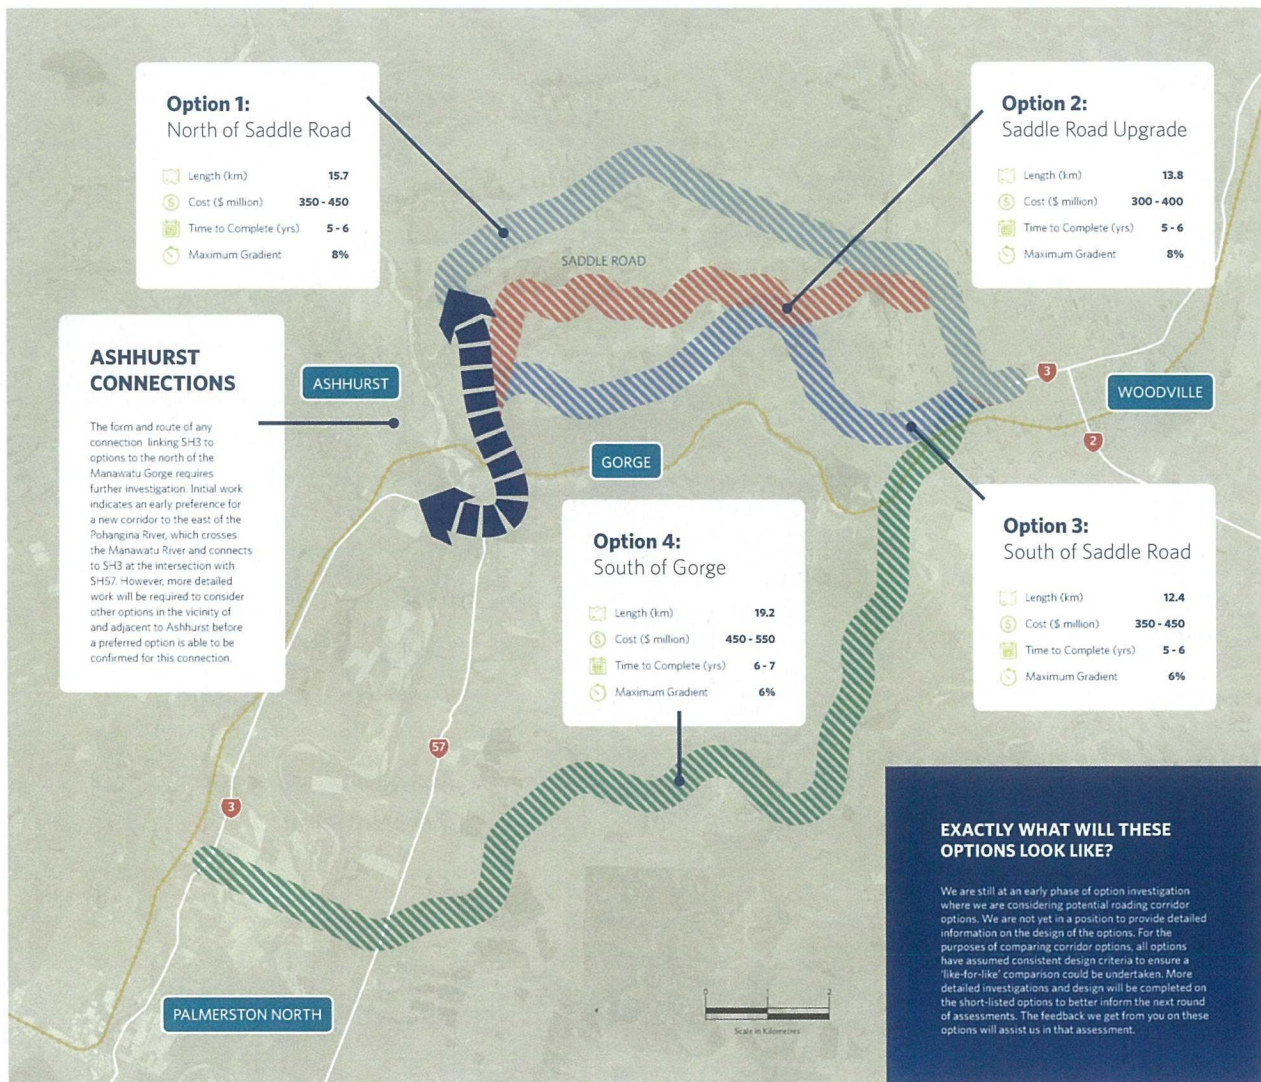 Option 1:
North of Saddle Road
Length (km) 15.7
Cost ($ million) 350 - 450
Time to Complete (yrs) 5 - 6
Maximum Gradient 8%
Option 2:
Saddle Road Upgrade
Length (km) 13.8
Cost ($ million) 300 - 400
Time to Complete (yrs) 5 - 6
Maximum Gradient 8%
SADDLE ROAD
ASHHURST
CONNECTIONS
The form and route of any
connection linking SH3 to
options to the north of the
Manawatu Gorge requires
further investigation. Initial work
indicates an early preference for
a new corridor to the east of the
Pohangina River, which crosses
the Manawatu River and connects
to SH3 at the intersection with
SH57. However, more detailed
work will be required to consider
other options in the vicinity of
and adjacent to Ashhurst before
a preferred option is able to be
confirmed for this connection.
ASHHURST
3
WOODVILLE
2
GORGE
Option 4:
South of Gorge
Length (km) 19.2
Cost ($ million) 450 - 550
Time to Complete (yrs) 6 - 7
Maximum Gradient 6%
Option 3:
South of Saddle Road
Length (km) 12.4
Cost ($ million) 350 - 450
Time to Complete (yrs) 5 - 6
Maximum Gradient 6%
57
3
PALMERSTON NORTH
0 1 2
Scale in Kilometres
EXACTLY WHAT WILL THESE
OPTIONS LOOK LIKE?
We are still at an early phase of option investigation
where we are considering potential roading corridor
options. We are not yet in a position to provide detailed
information on the design of the options. For the
purposes of comparing corridor options, all options
have assumed consistent design criteria to ensure a
'like-for-like' comparison could be undertaken. More
detailed investigations and design will be completed on
the short-listed options to better inform the next round
of assessments. The feedback we get from you on these
options will assist us in that assessment.